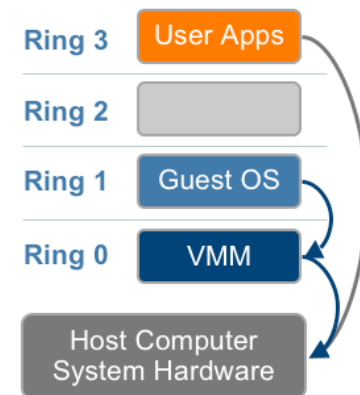 Ring 3 User Apps
Ring 2
Ring 1 Guest OS
Ring 0 VMM
Host Computer
System Hardware